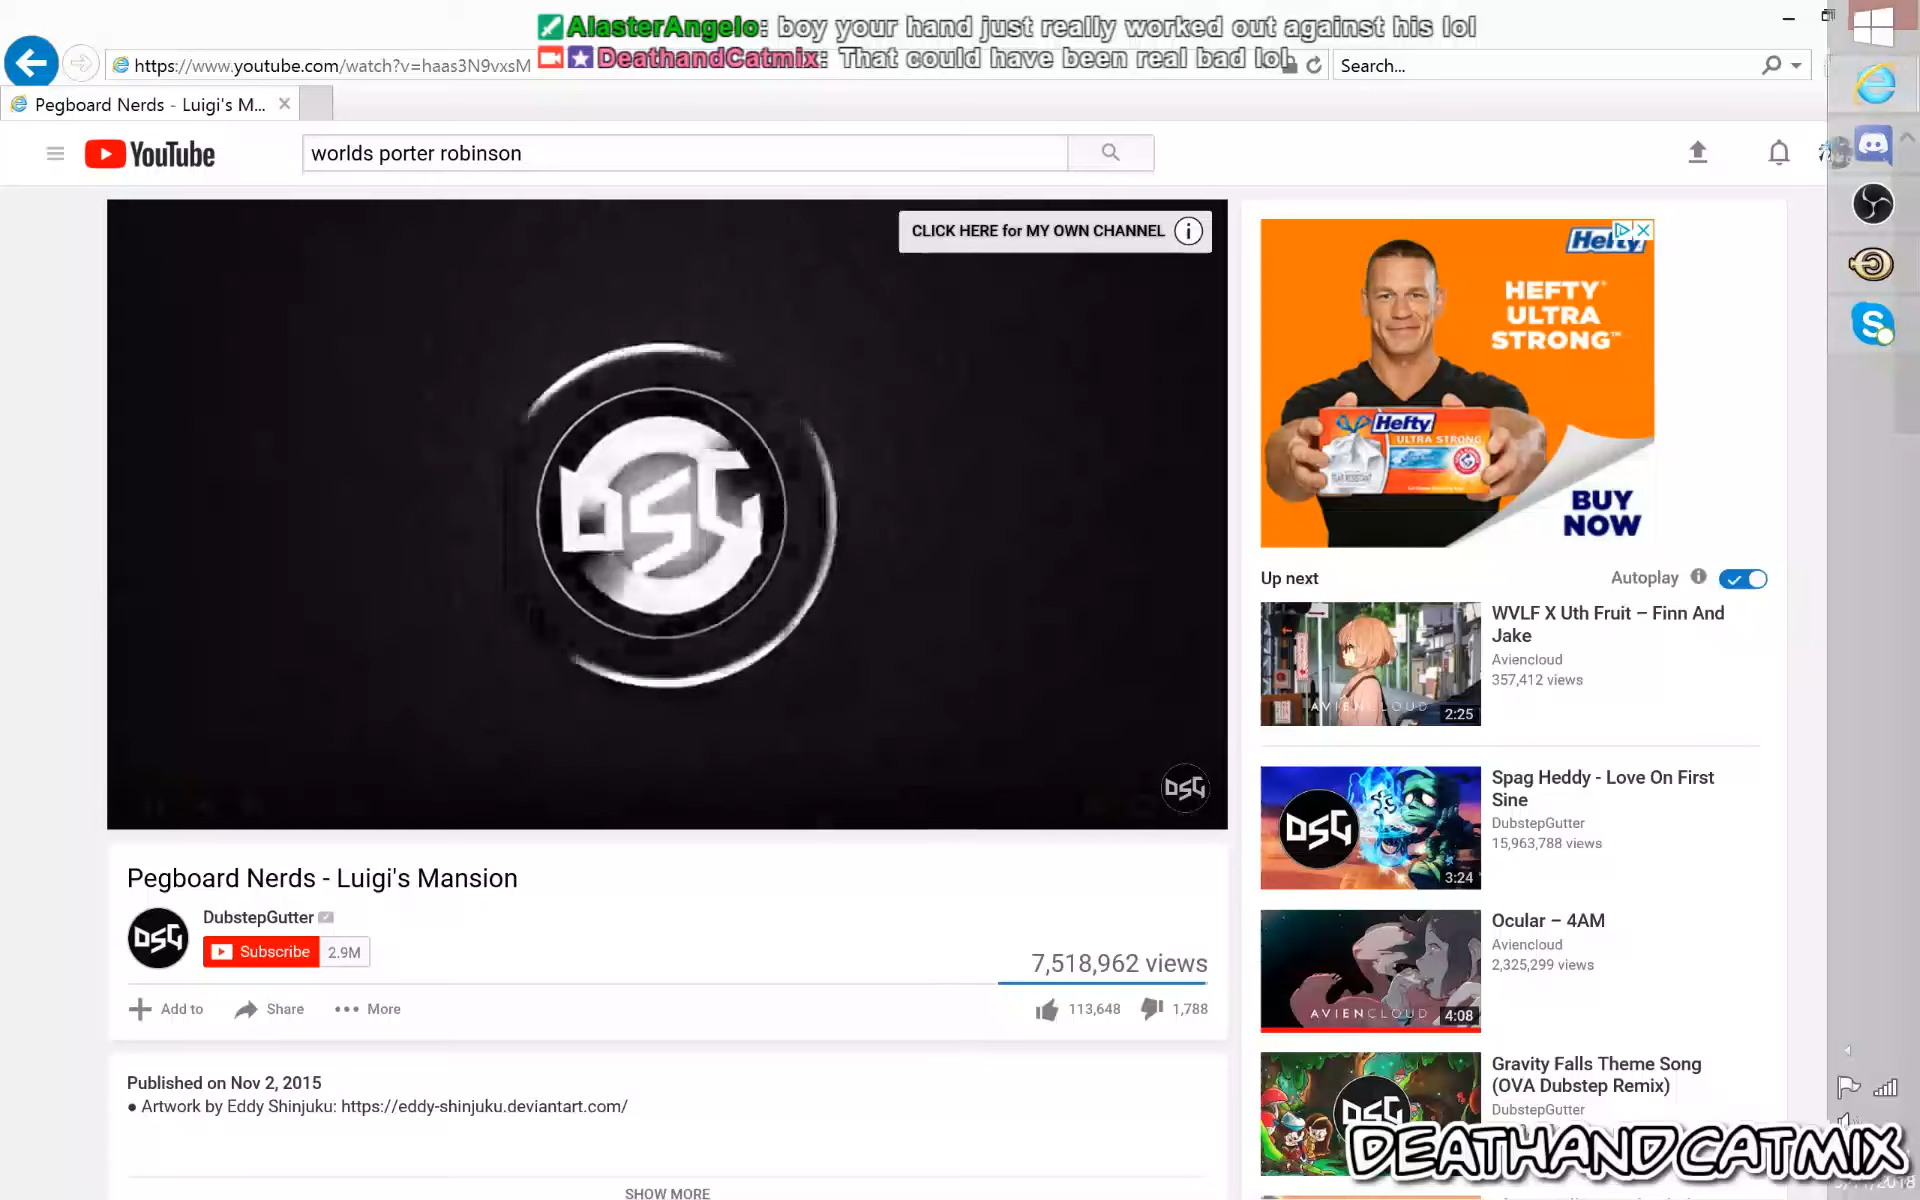 AlasterAngelo: boy your hand just really worked out against his lol
DeathandCatmix: That could have been real bad lol
https://www.youtube.com/watch?v=haas3N9vxsM
Search...
Pegboard Nerds - Luigi's M...
YouTube
worlds porter robinson
CLICK HERE for MY OWN CHANNEL
DSG
DSG
Hefty
HEFTY
ULTRA
STRONG™
Hefty
ULTRA STRONG
BUY
NOW
Up next
Autoplay
WVLF X Uth Fruit – Finn And
Jake
Aviencloud
357,412 views
AVIENCLOUD
2:25
Spag Heddy - Love On First
Sine
DubstepGutter
15,963,788 views
DSG
3:24
Ocular – 4AM
Aviencloud
2,325,299 views
AVIENCLOUD
4:08
Gravity Falls Theme Song
(OVA Dubstep Remix)
DubstepGutter
DSG
Pegboard Nerds - Luigi's Mansion
DSG
DubstepGutter
Subscribe
2.9M
7,518,962 views
Add to
Share
More
113,648
1,788
Published on Nov 2, 2015
● Artwork by Eddy Shinjuku: https://eddy-shinjuku.deviantart.com/
SHOW MORE
DEATHANDCATMIX